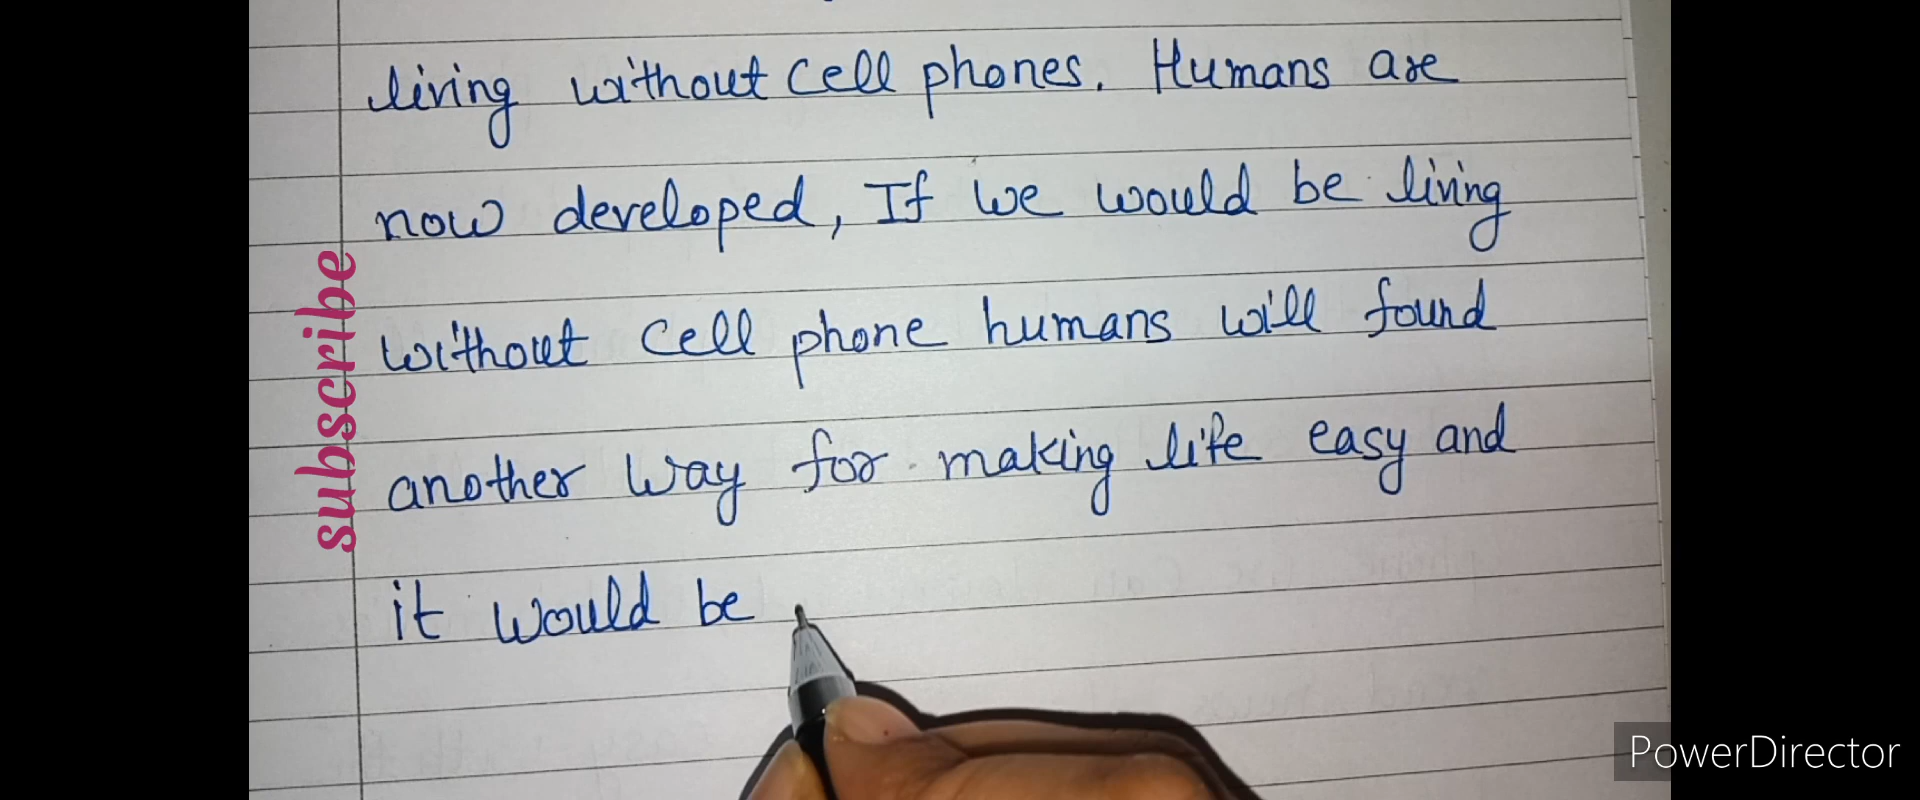 living without cell phones. Humans are
now developed, If we would be living
without cell phone humans will found
another way for making life easy and
it would be
subscribe
PowerDirector